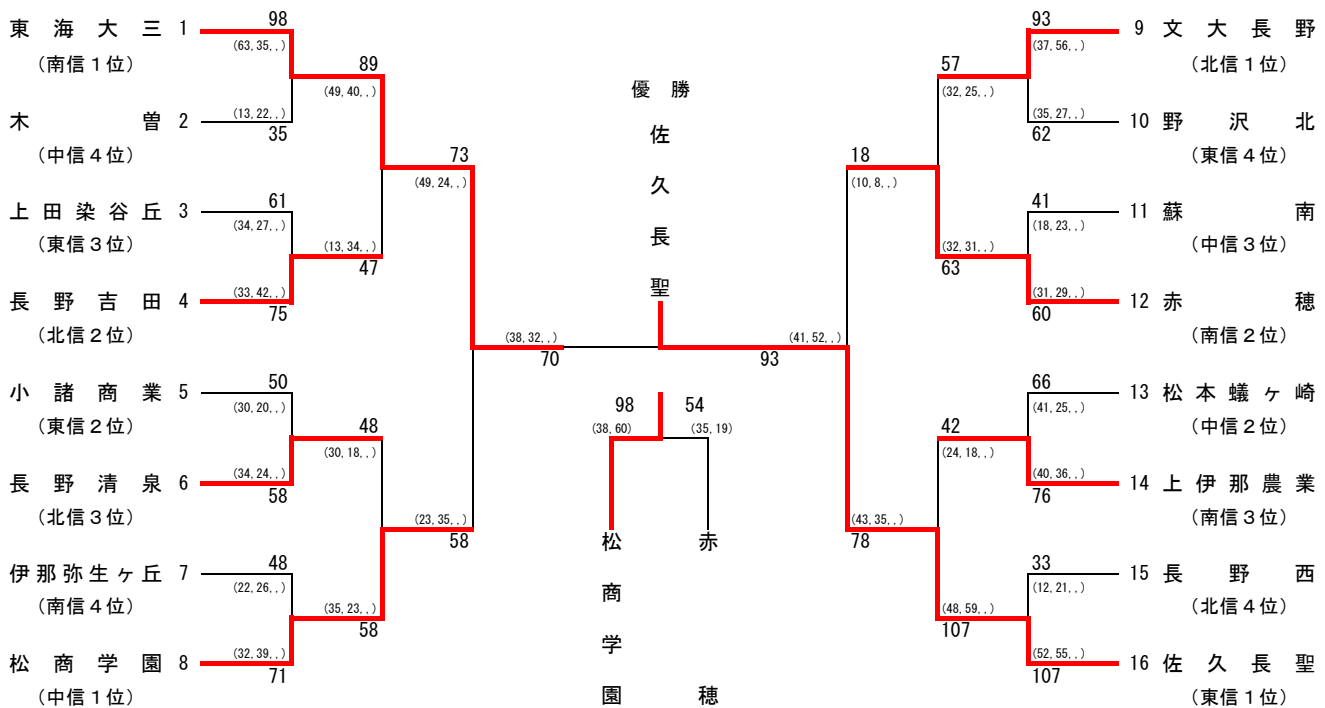 東海大三 1
(南信1位)
98
(63, 35, , )
木曽 2
(中信4位)
(13, 22, , )
35
89
(49, 40, , )
上田染谷丘 3
(東信3位)
61
(34, 27, , )
長野吉田 4
(北信2位)
(33, 42, , )
75
(13, 34, , )
47
73
(49, 24, , )
小諸商業 5
(東信2位)
50
(30, 20, , )
長野清泉 6
(北信3位)
(34, 24, , )
58
48
(30, 18, , )
伊那弥生ヶ丘 7
(南信4位)
48
(22, 26, , )
松商学園 8
(中信1位)
(32, 39, , )
71
(35, 23, , )
58
(23, 35, , )
58
(38, 32, , )
70
優勝
佐久長聖
(41, 52, , )
93
98
(38, 60)
54
(35, 19)
松商学園
赤穂
93
(37, 56, , )
9 文大長野
(北信1位)
(35, 27, , )
62
10 野沢北
(東信4位)
57
(32, 25, , )
41
(18, 23, , )
11 蘇南
(中信3位)
(31, 29, , )
60
12 赤穂
(南信2位)
(32, 31, , )
63
18
(10, 8, , )
66
(41, 25, , )
13 松本蟻ヶ崎
(中信2位)
(40, 36, , )
76
14 上伊那農業
(南信3位)
42
(24, 18, , )
33
(12, 21, , )
15 長野西
(北信4位)
(52, 55, , )
107
16 佐久長聖
(東信1位)
(48, 59, , )
107
(43, 35, , )
78